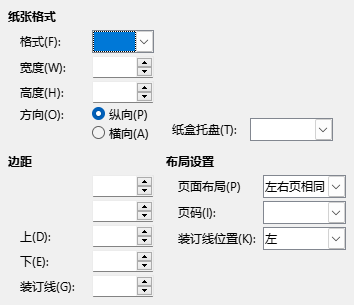 纸张格式
格式(F):
宽度(W):
高度(H):
方向(O): 纵向(P)
横向(A)
纸盒托盘(T):
边距
布局设置
页面布局(P) 左右页相同
页码(I):
上(D):
装订线位置(K): 左
下(E):
装订线(G):